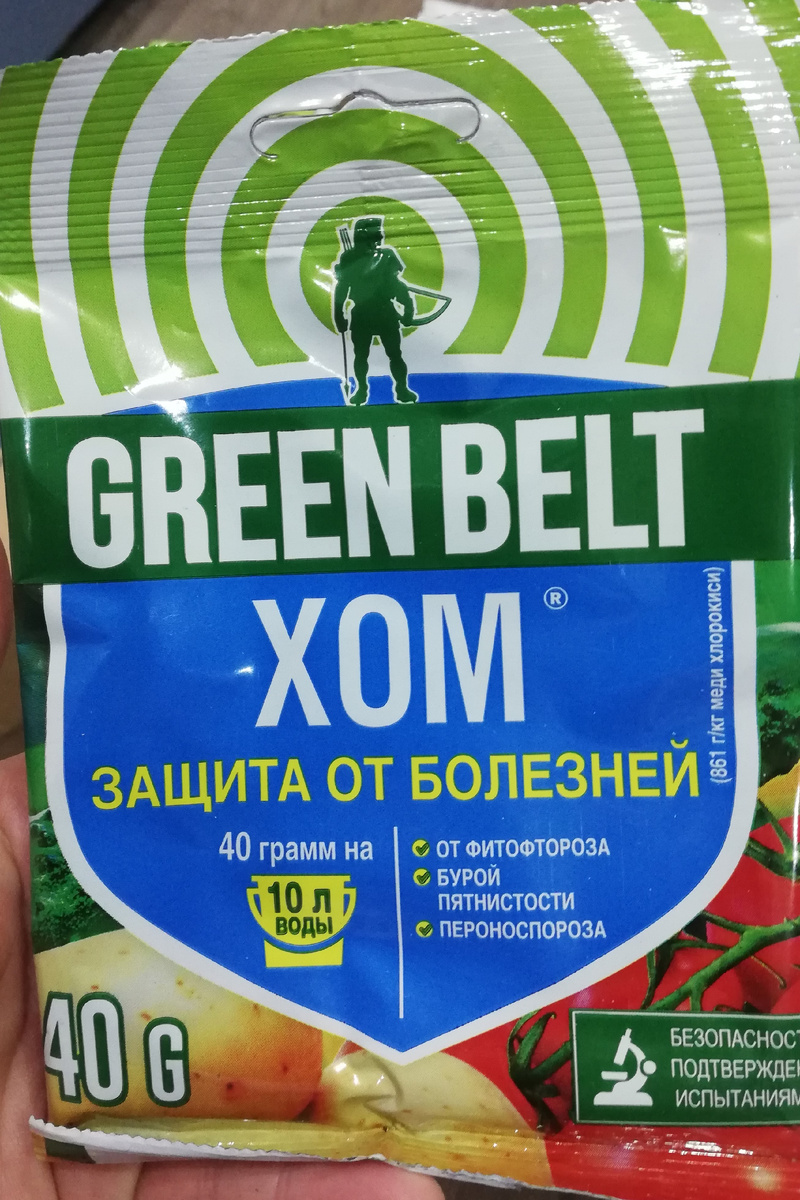 GREEN BELT
ХОМ®
(861 г/кг меди хлорокиси)
ЗАЩИТА ОТ БОЛЕЗНЕЙ
40 грамм на
10 л
ВОДЫ
ОТ ФИТОФТОРОЗА
БУРОЙ
ПЯТНИСТОСТИ
ПЕРОНОСПОРОЗА
40 G
БЕЗОПАСНОСТ
ПОДТВЕРЖДЕН
ИСПЫТАНИЯМ